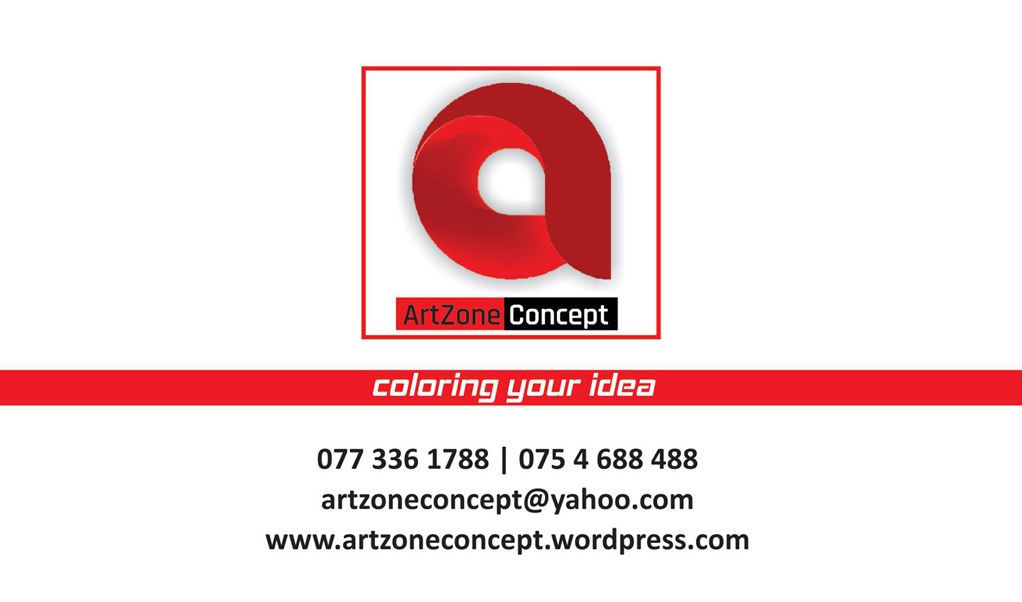 ArtZone Concept
coloring your idea
077 336 1788 | 075 4 688 488
artzoneconcept@yahoo.com
www.artzoneconcept.wordpress.com